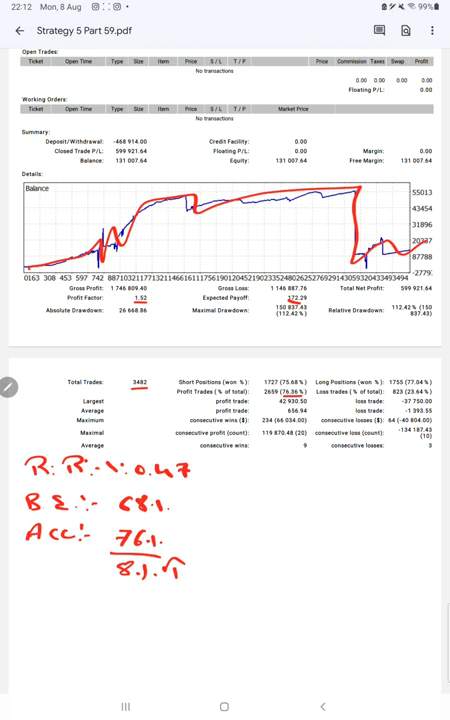 22:12 Mon, 8 Aug 99%
Strategy 5 Part 59.pdf
Open Trades:
Ticket Open Time Type Size Item Price S / L T / P Price Commission Taxes Swap Profit
No transactions
0.00 0.00 0.00 0.00
Floating P/L: 0.00
Working Orders:
Ticket Open Time Type Size Item Price S / L T / P Market Price
No transactions
Summary:
Deposit/Withdrawal: -468 914.00 Credit Facility: 0.00
Closed Trade P/L: 599 921.64 Floating P/L: 0.00 Margin: 0.00
Balance: 131 007.64 Equity: 131 007.64 Free Margin: 131 007.64
Details:
Balance
55013
43454
31896
20337
87788
-2779
Gross Profit: 1 746 809.40 Gross Loss: 1 146 887.76 Total Net Profit: 599 921.64
Profit Factor: 1.52 Expected Payoff: 172.29
Absolute Drawdown: 26 668.86 Maximal Drawdown: 150 837.43 (112.42 %) Relative Drawdown: 112.42 % (150 837.43)
Total Trades: 3482 Short Positions (won %): 1727 (75.68 %) Long Positions (won %): 1755 (77.04 %)
Profit Trades ( % of total): 2659 (76.36 %) Loss trades ( % of total): 823 (23.64 %)
Largest profit trade: 42 930.50 loss trade: -37 750.00
Average profit trade: 656.94 loss trade: -1 393.55
Maximum consecutive wins ($): 234 (66 034.00) consecutive losses ($): 64 (-40 804.00)
Maximal consecutive profit (count): 119 870.48 (20) consecutive loss (count): -134 187.43 (10)
Average consecutive wins: 9 consecutive losses: 3
R:R:- 1:0.47
BE:- 68%
Acc:- 76%
8%